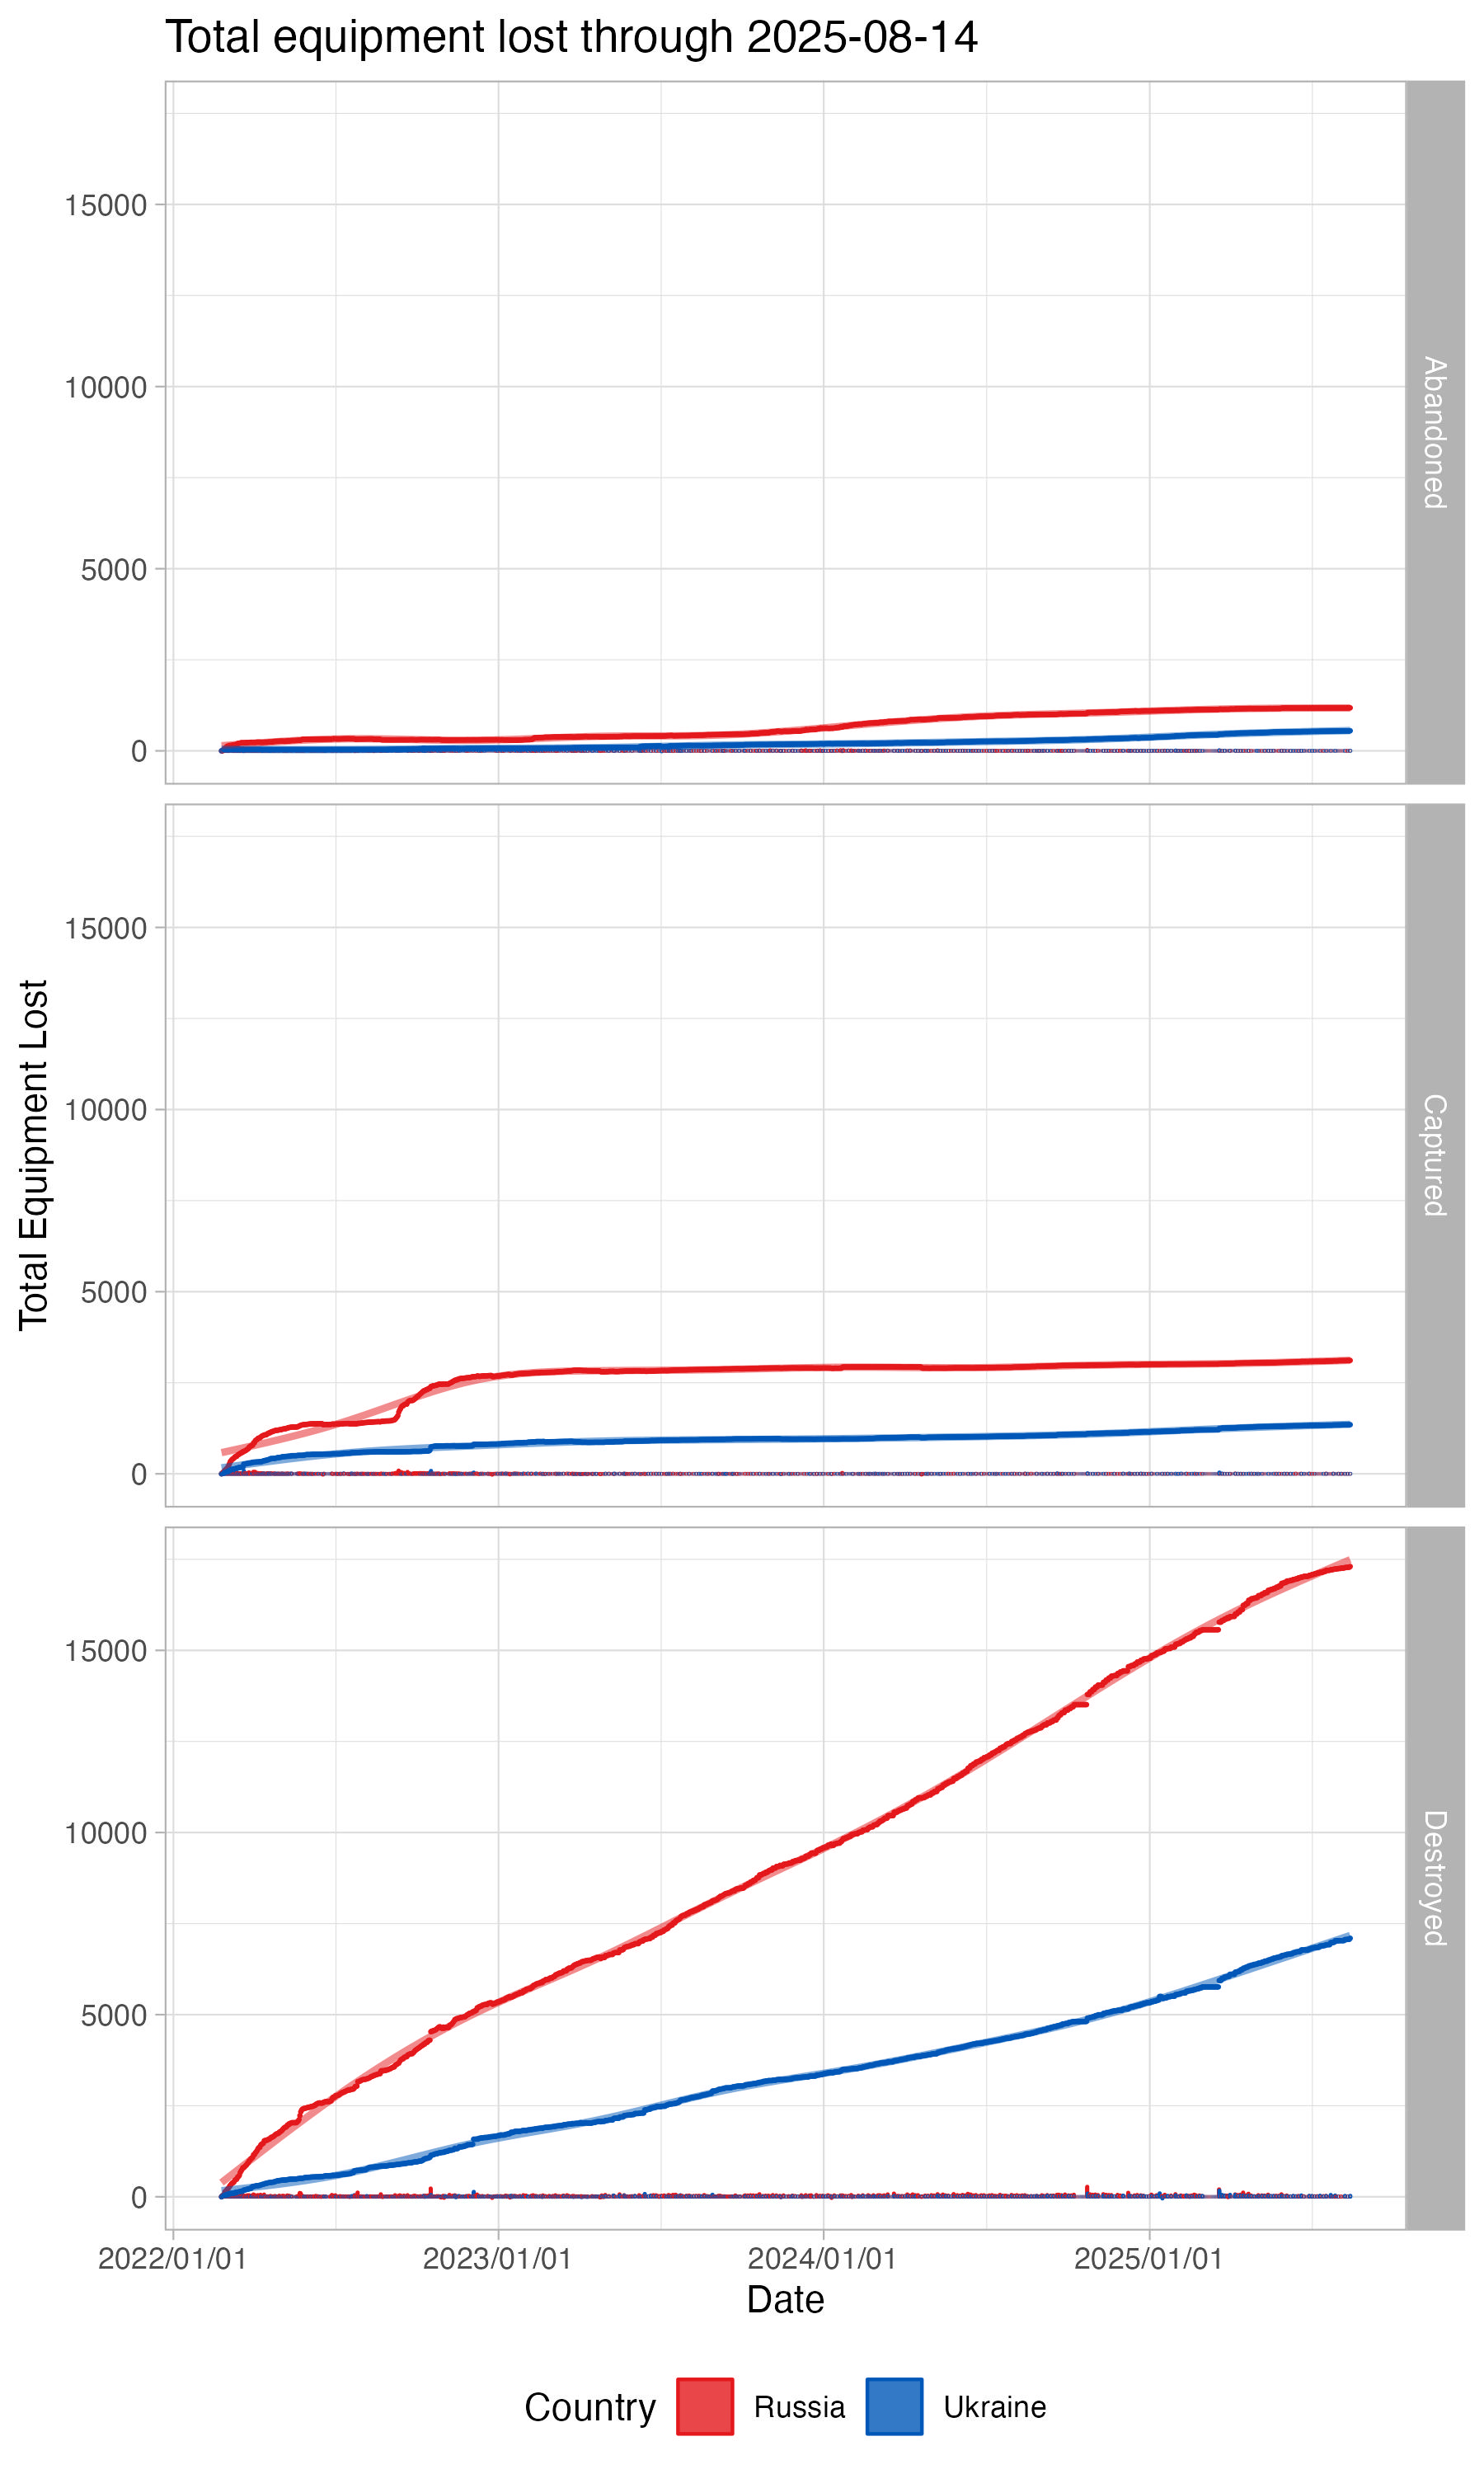 Total equipment lost through 2025-08-14
15000
10000
5000
0
Abandoned
Total Equipment Lost
15000
10000
5000
0
Captured
15000
10000
5000
0
Destroyed
2022/01/01 2023/01/01 2024/01/01 2025/01/01
Date
Country Russia Ukraine